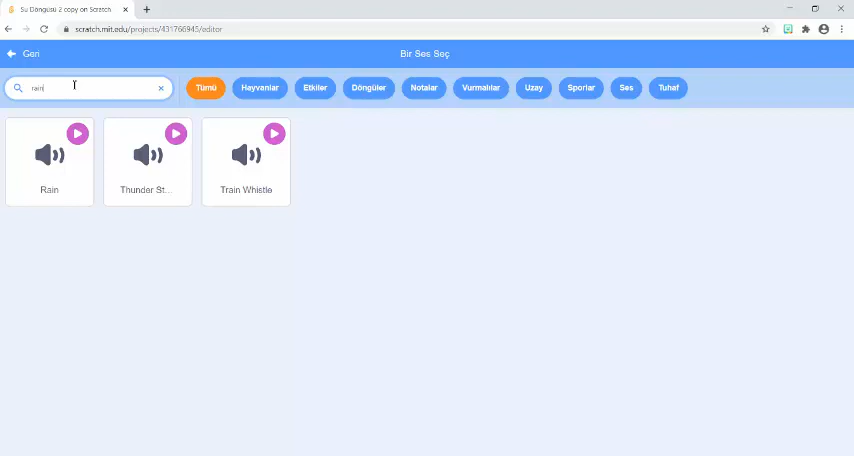 Su Döngüsü 2 copy on Scratch
scratch.mit.edu/projects/431766945/editor
Geri
Bir Ses Seç
rain
Tümü
Hayvanlar
Etkiler
Döngüler
Notalar
Vurmalılar
Uzay
Sporlar
Ses
Tuhaf
Rain
Thunder St...
Train Whistle